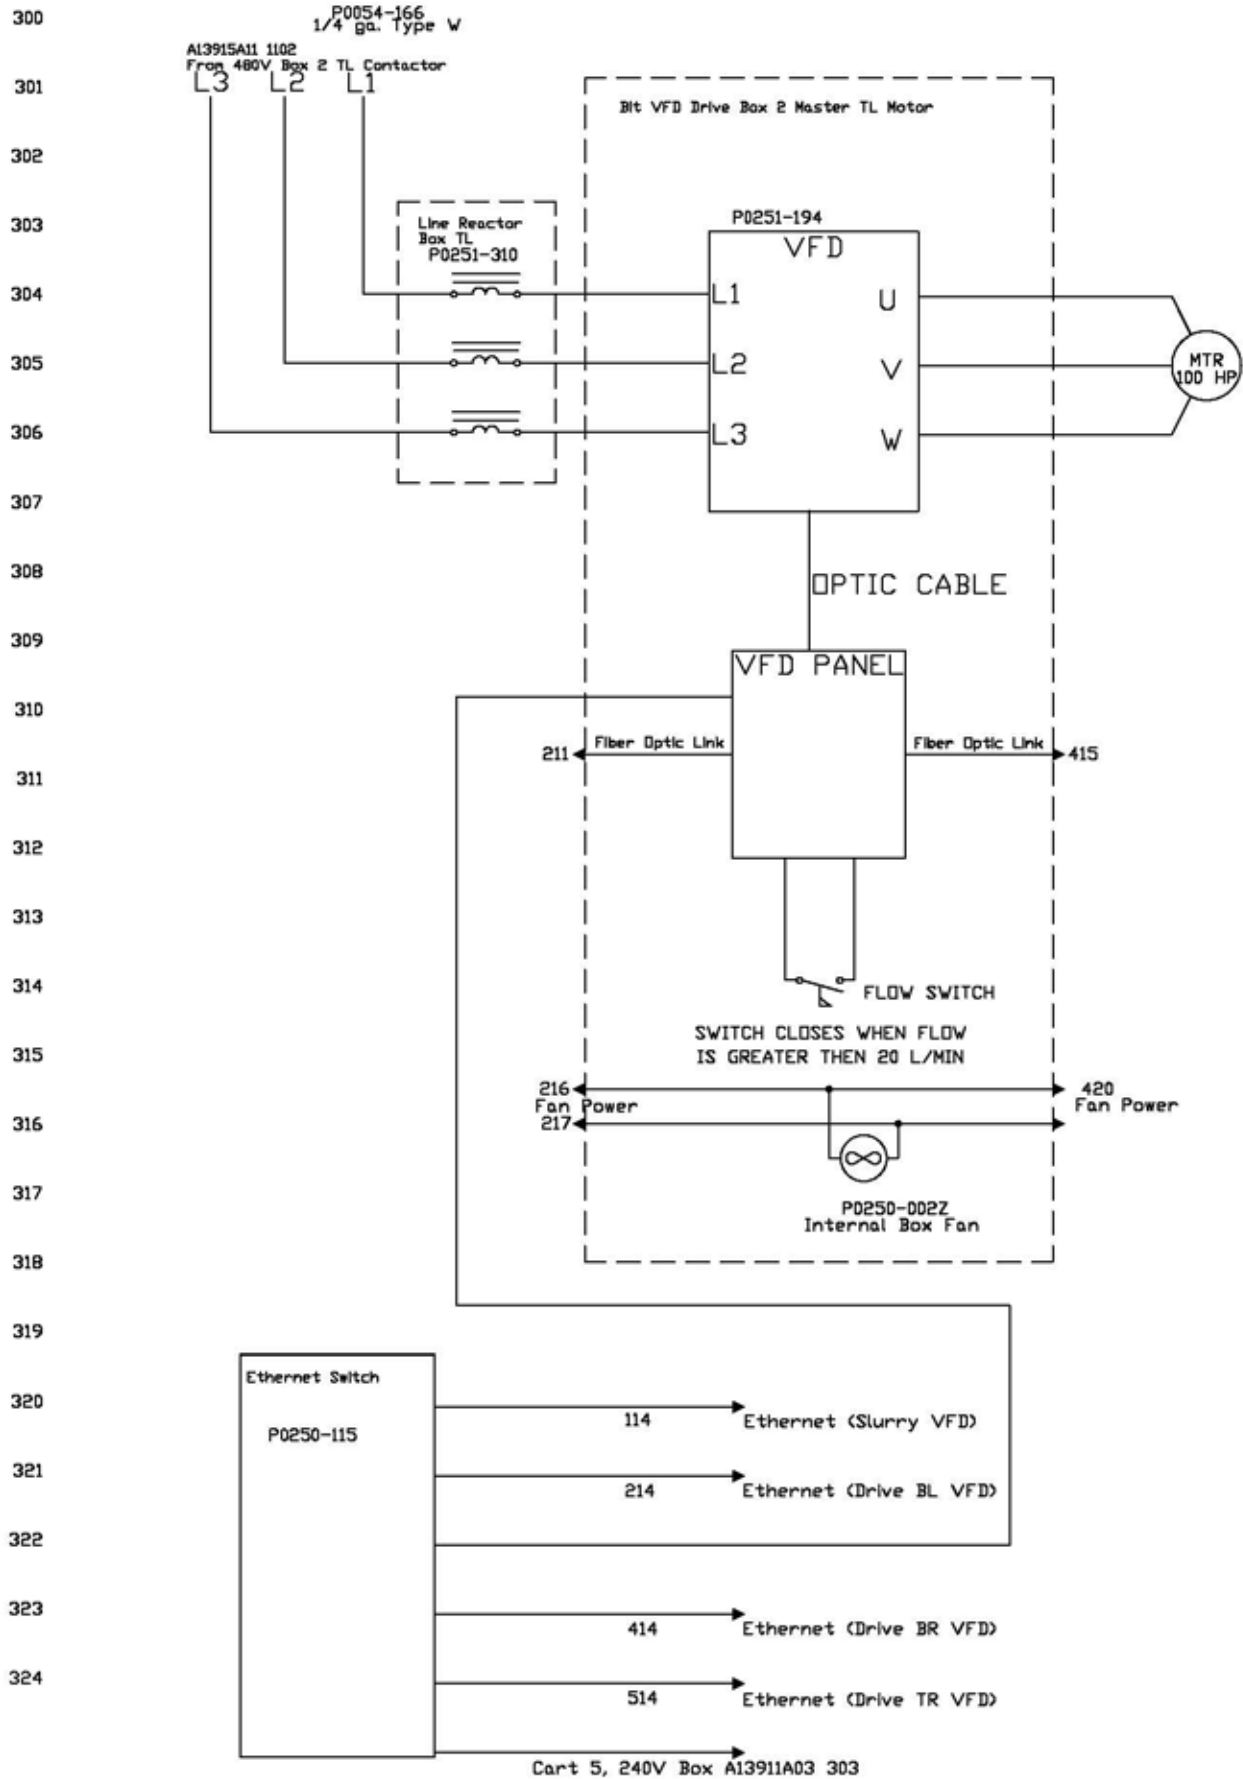 300
P0054-166
1/4 ga. Type W
A13915A11 1102
From 480V Box 2 TL Contactor
301
L3 L2 L1
Bit VFD Drive Box 2 Master TL Motor
302
303
Line Reactor
Box TL
P0251-310
P0251-194
VFD
304
L1 U
305
L2 V
MTR
100 HP
306
L3 W
307
308
OPTIC CABLE
309
VFD PANEL
310
211 Fiber Optic Link
Fiber Optic Link 415
311
312
313
314
FLOW SWITCH
SWITCH CLOSES WHEN FLOW
315
IS GREATER THEN 20 L/MIN
216 420
Fan Power Fan Power
316
217
317
P0250-002Z
Internal Box Fan
318
319
Ethernet Switch
320
114 Ethernet (Slurry VFD)
P0250-115
321
214 Ethernet (Drive BL VFD)
322
323
414 Ethernet (Drive BR VFD)
324
514 Ethernet (Drive TR VFD)
Cart 5, 240V Box A13911A03 303